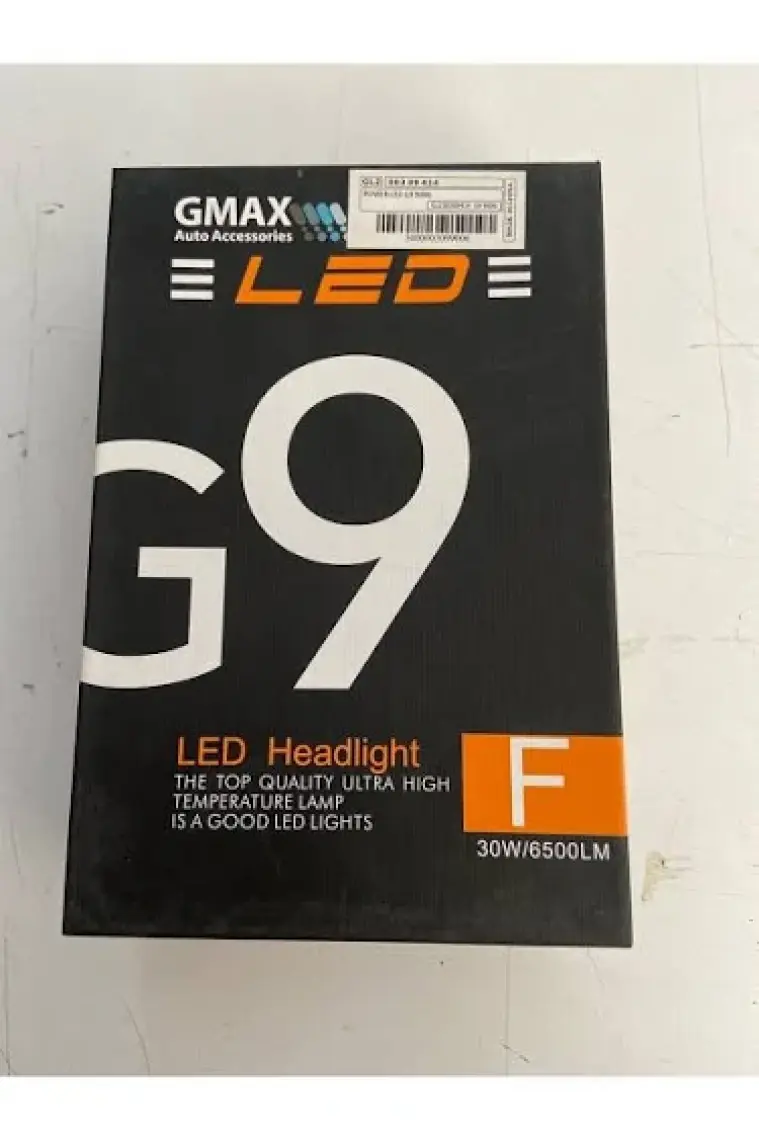 GMAX
Auto Accessories
GL2
LED
G9
LED Headlight
THE TOP QUALITY ULTRA HIGH
TEMPERATURE LAMP
IS A GOOD LED LIGHTS
F
30W/6500LM